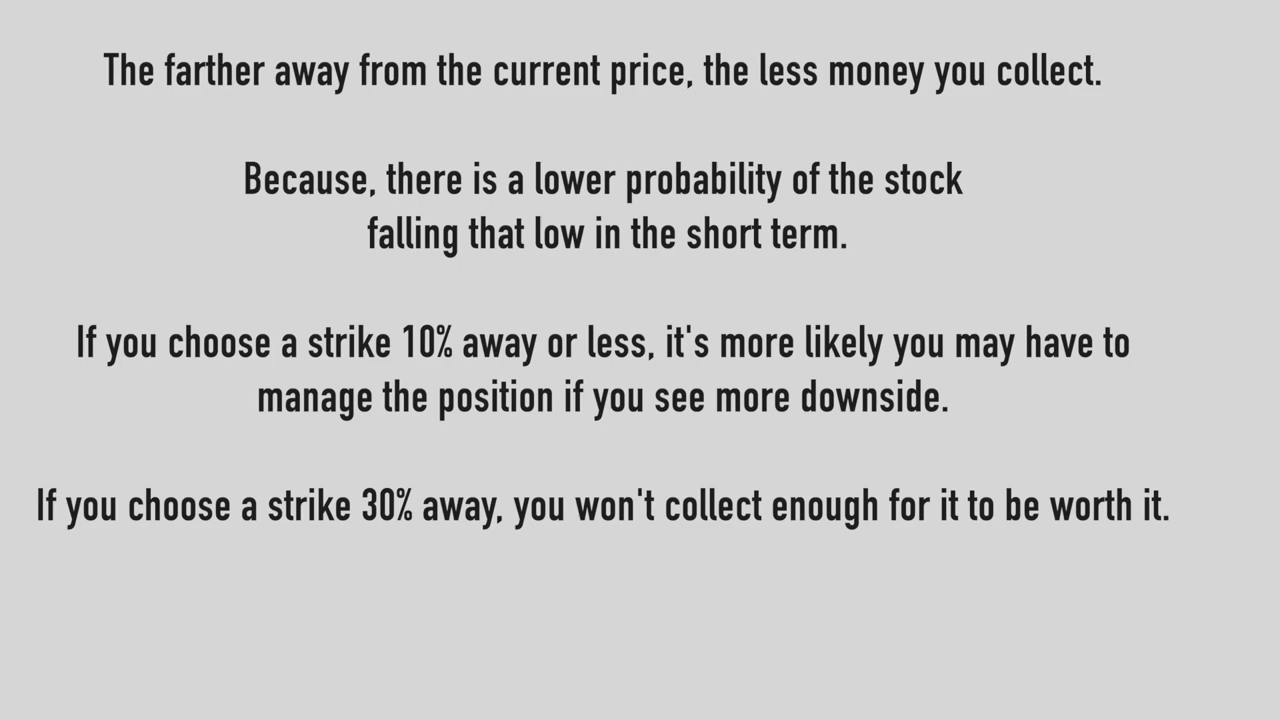 The farther away from the current price, the less money you collect.
Because, there is a lower probability of the stock
falling that low in the short term.
If you choose a strike 10% away or less, it's more likely you may have to
manage the position if you see more downside.
If you choose a strike 30% away, you won't collect enough for it to be worth it.